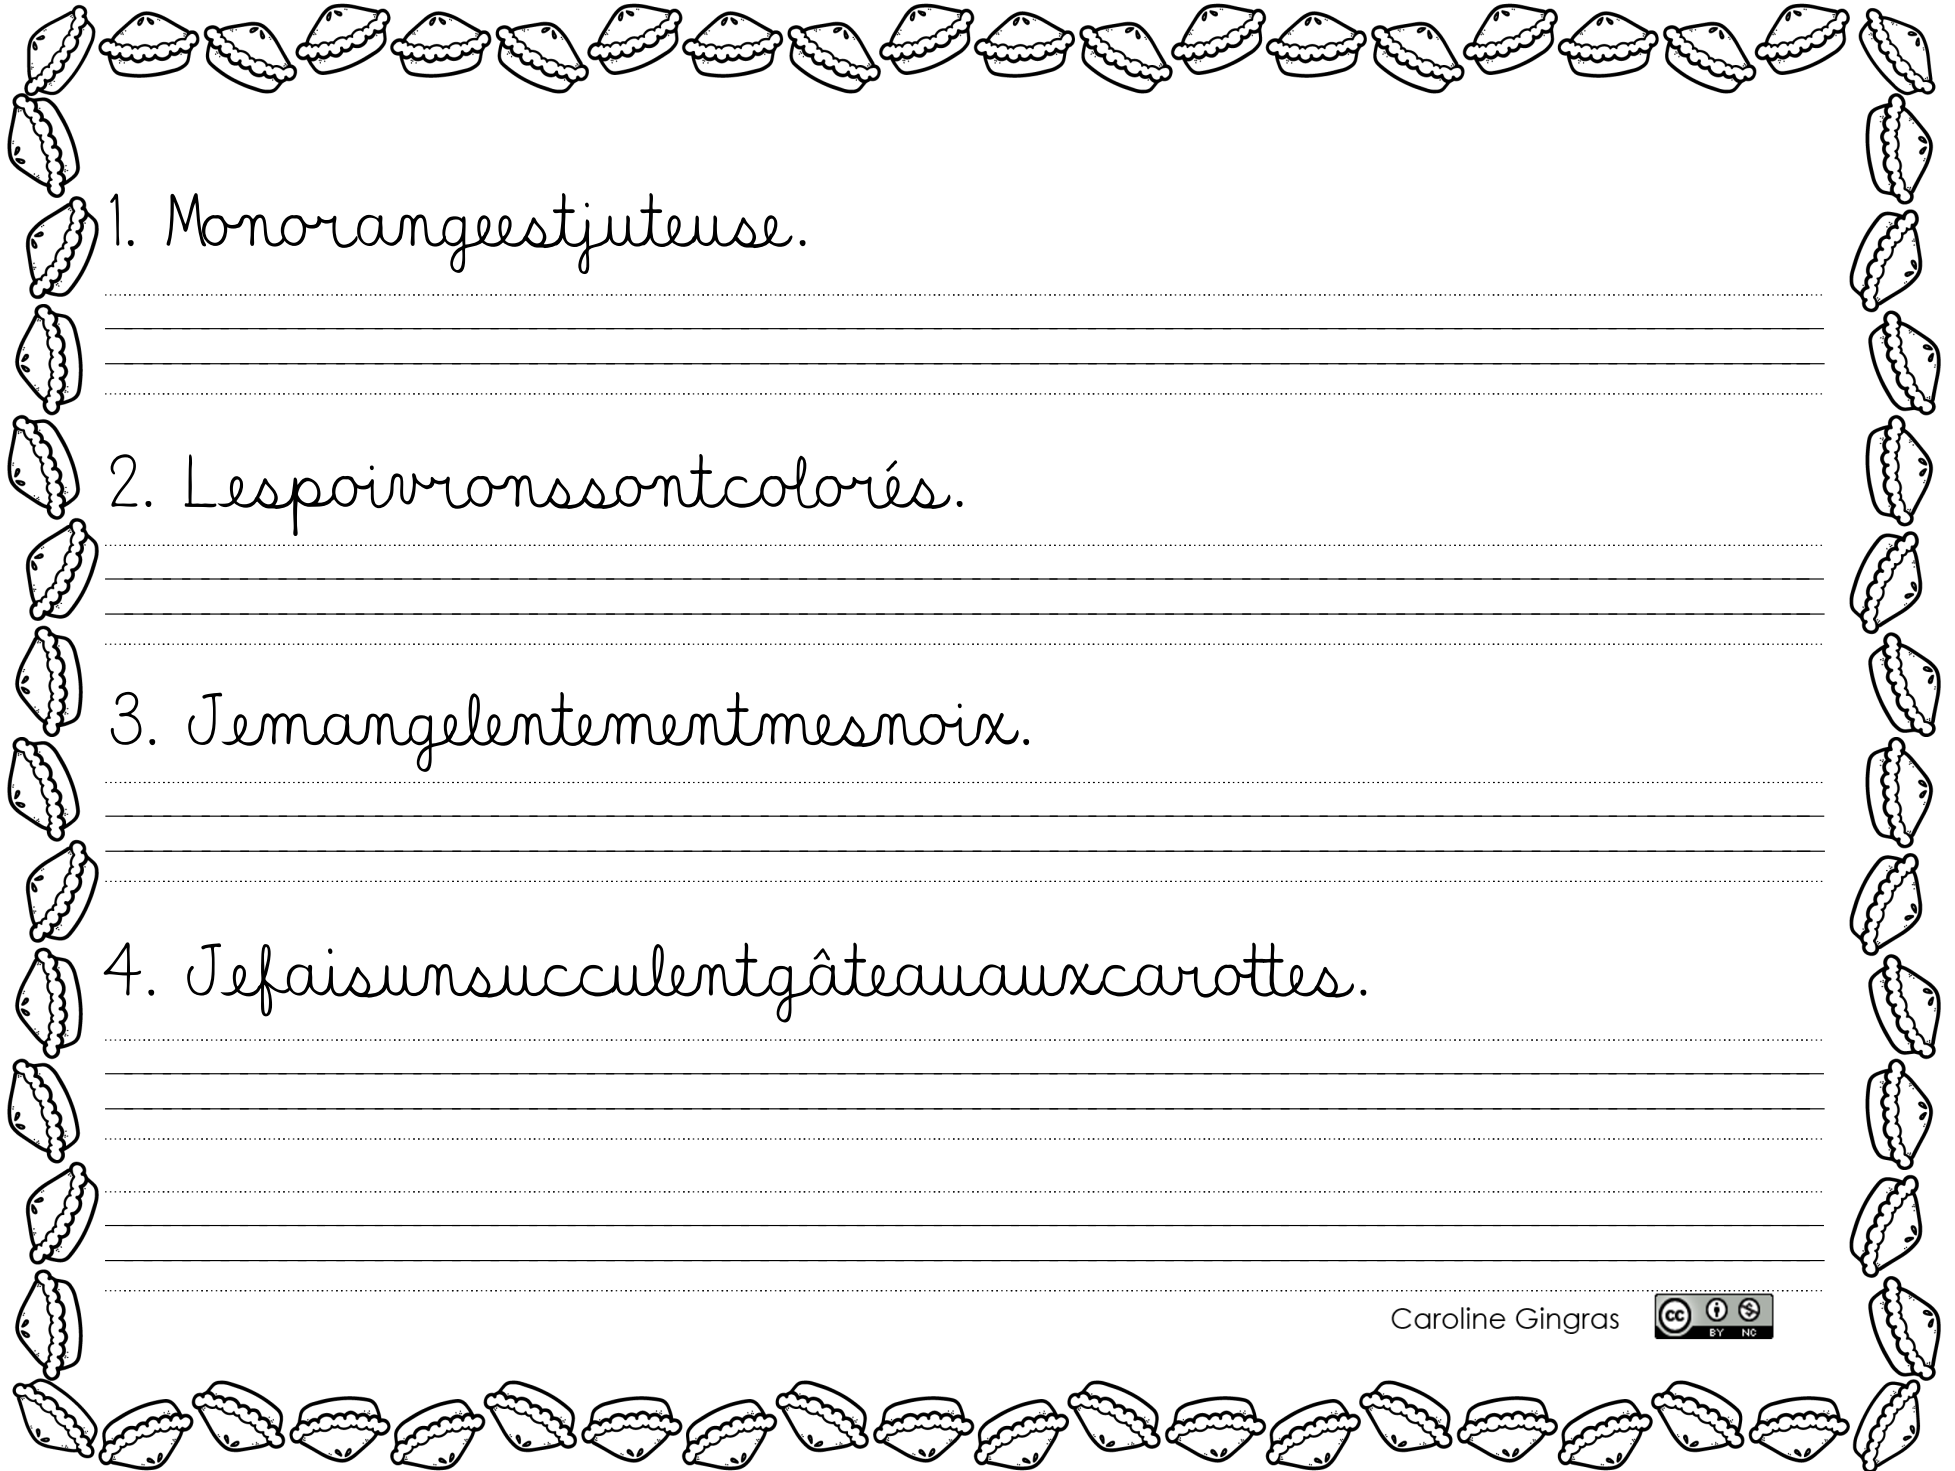 1. Monorangeestjuteuse.
2. Lespoivronssontcolorés.
3. Jemangelentementmesnoix.
4. Jefaisunsucculentgâteauauxcarottes.
Caroline Gingras cc BY NC